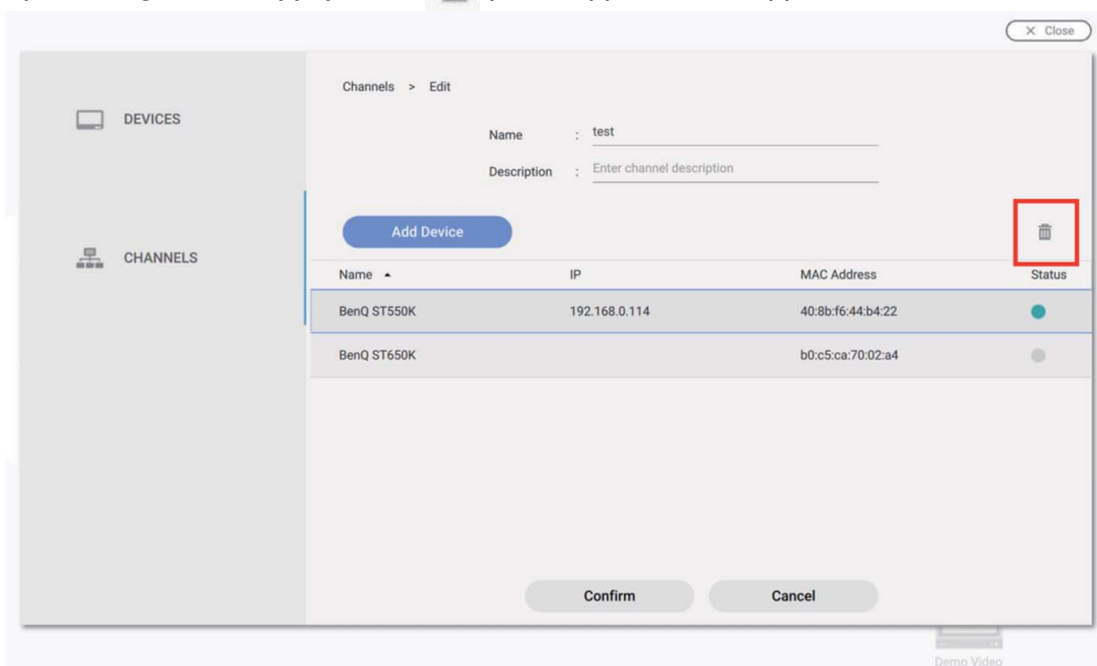 × Close
Channels > Edit
DEVICES
Name : test
Description : Enter channel description
Add Device
CHANNELS
Name IP MAC Address Status
BenQ ST550K 192.168.0.114 40:8b:f6:44:b4:22
BenQ ST650K b0:c5:ca:70:02:a4
Confirm Cancel
Demo Video